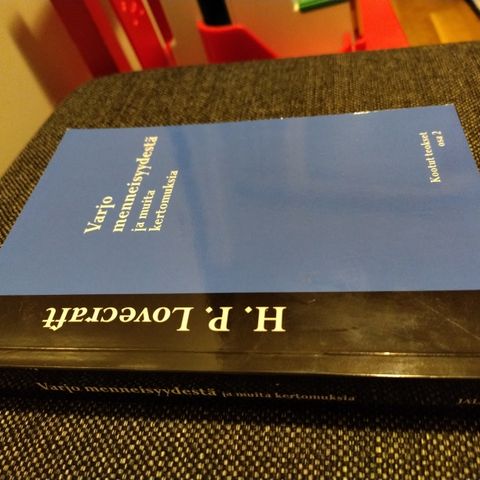 H. P. Lovecraft
Varjo
menneisyydestä
ja muita
kertomuksia
Kootut teokset
osa 2
Varjo menneisyydestä ja muita kertomuksia